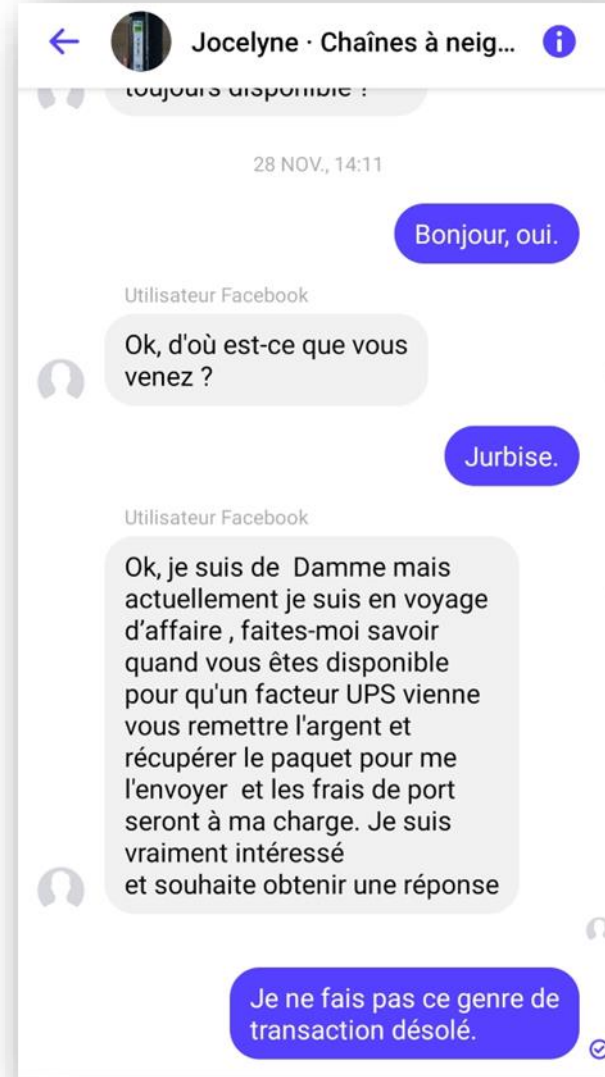 Jocelyne · Chaînes à neig...
toujours disponible ?
28 NOV., 14:11
Bonjour, oui.
Utilisateur Facebook
Ok, d'où est-ce que vous
venez ?
Jurbise.
Utilisateur Facebook
Ok, je suis de  Damme mais
actuellement je suis en voyage
d’affaire , faites-moi savoir
quand vous êtes disponible
pour qu'un facteur UPS vienne
vous remettre l'argent et
récupérer le paquet pour me
l'envoyer  et les frais de port
seront à ma charge. Je suis
vraiment intéressé
et souhaite obtenir une réponse
Je ne fais pas ce genre de
transaction désolé.